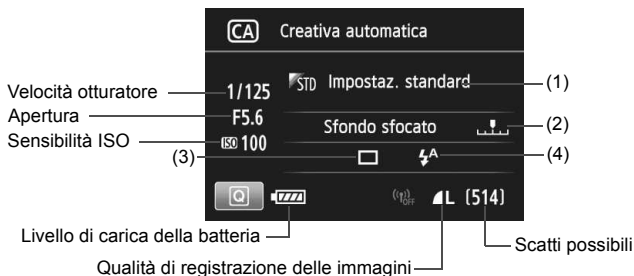 CA Creativa automatica
STD Impostaz. standard (1)
Velocità otturatore 1/125
Apertura F5.6
Sfondo sfocato (2)
Sensibilità ISO ISO 100
(3) A (4)
Q OFF L [514]
Livello di carica della batteria
Scatti possibili
Qualità di registrazione delle immagini